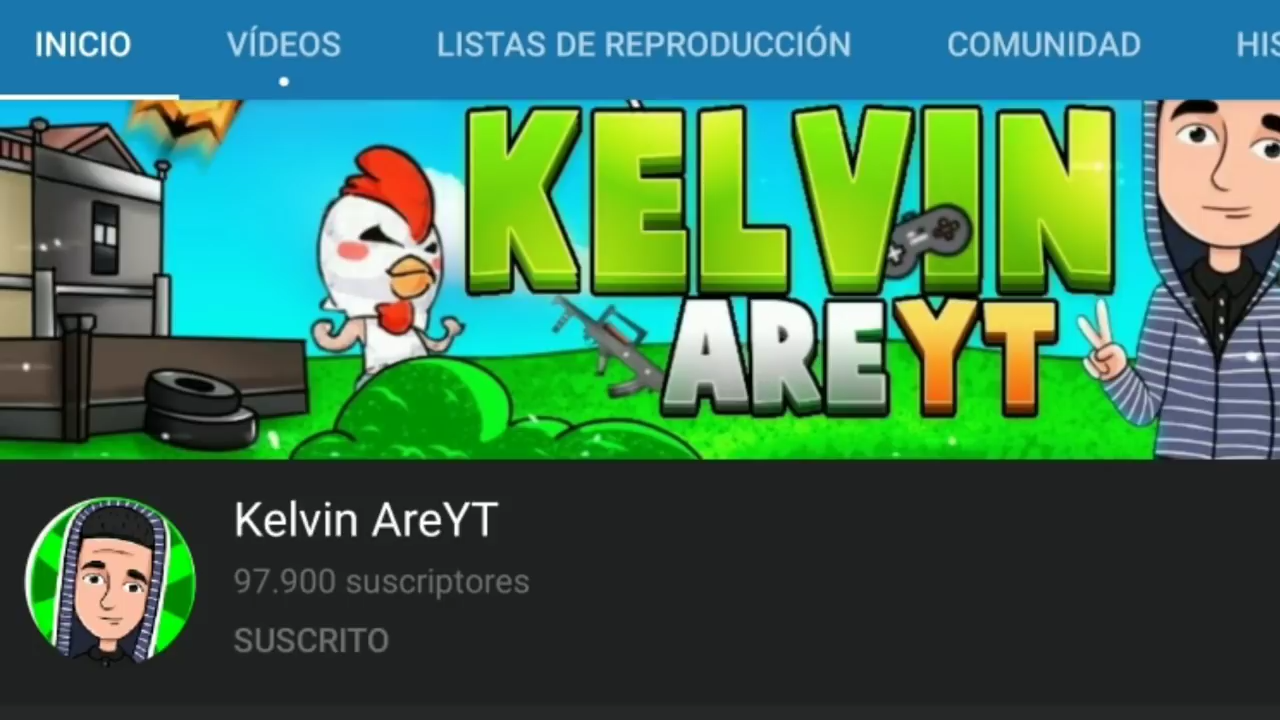 INICIO VÍDEOS LISTAS DE REPRODUCCIÓN COMUNIDAD
KELVIN
AREYT
Kelvin AreYT
97.900 suscriptores
SUSCRITO